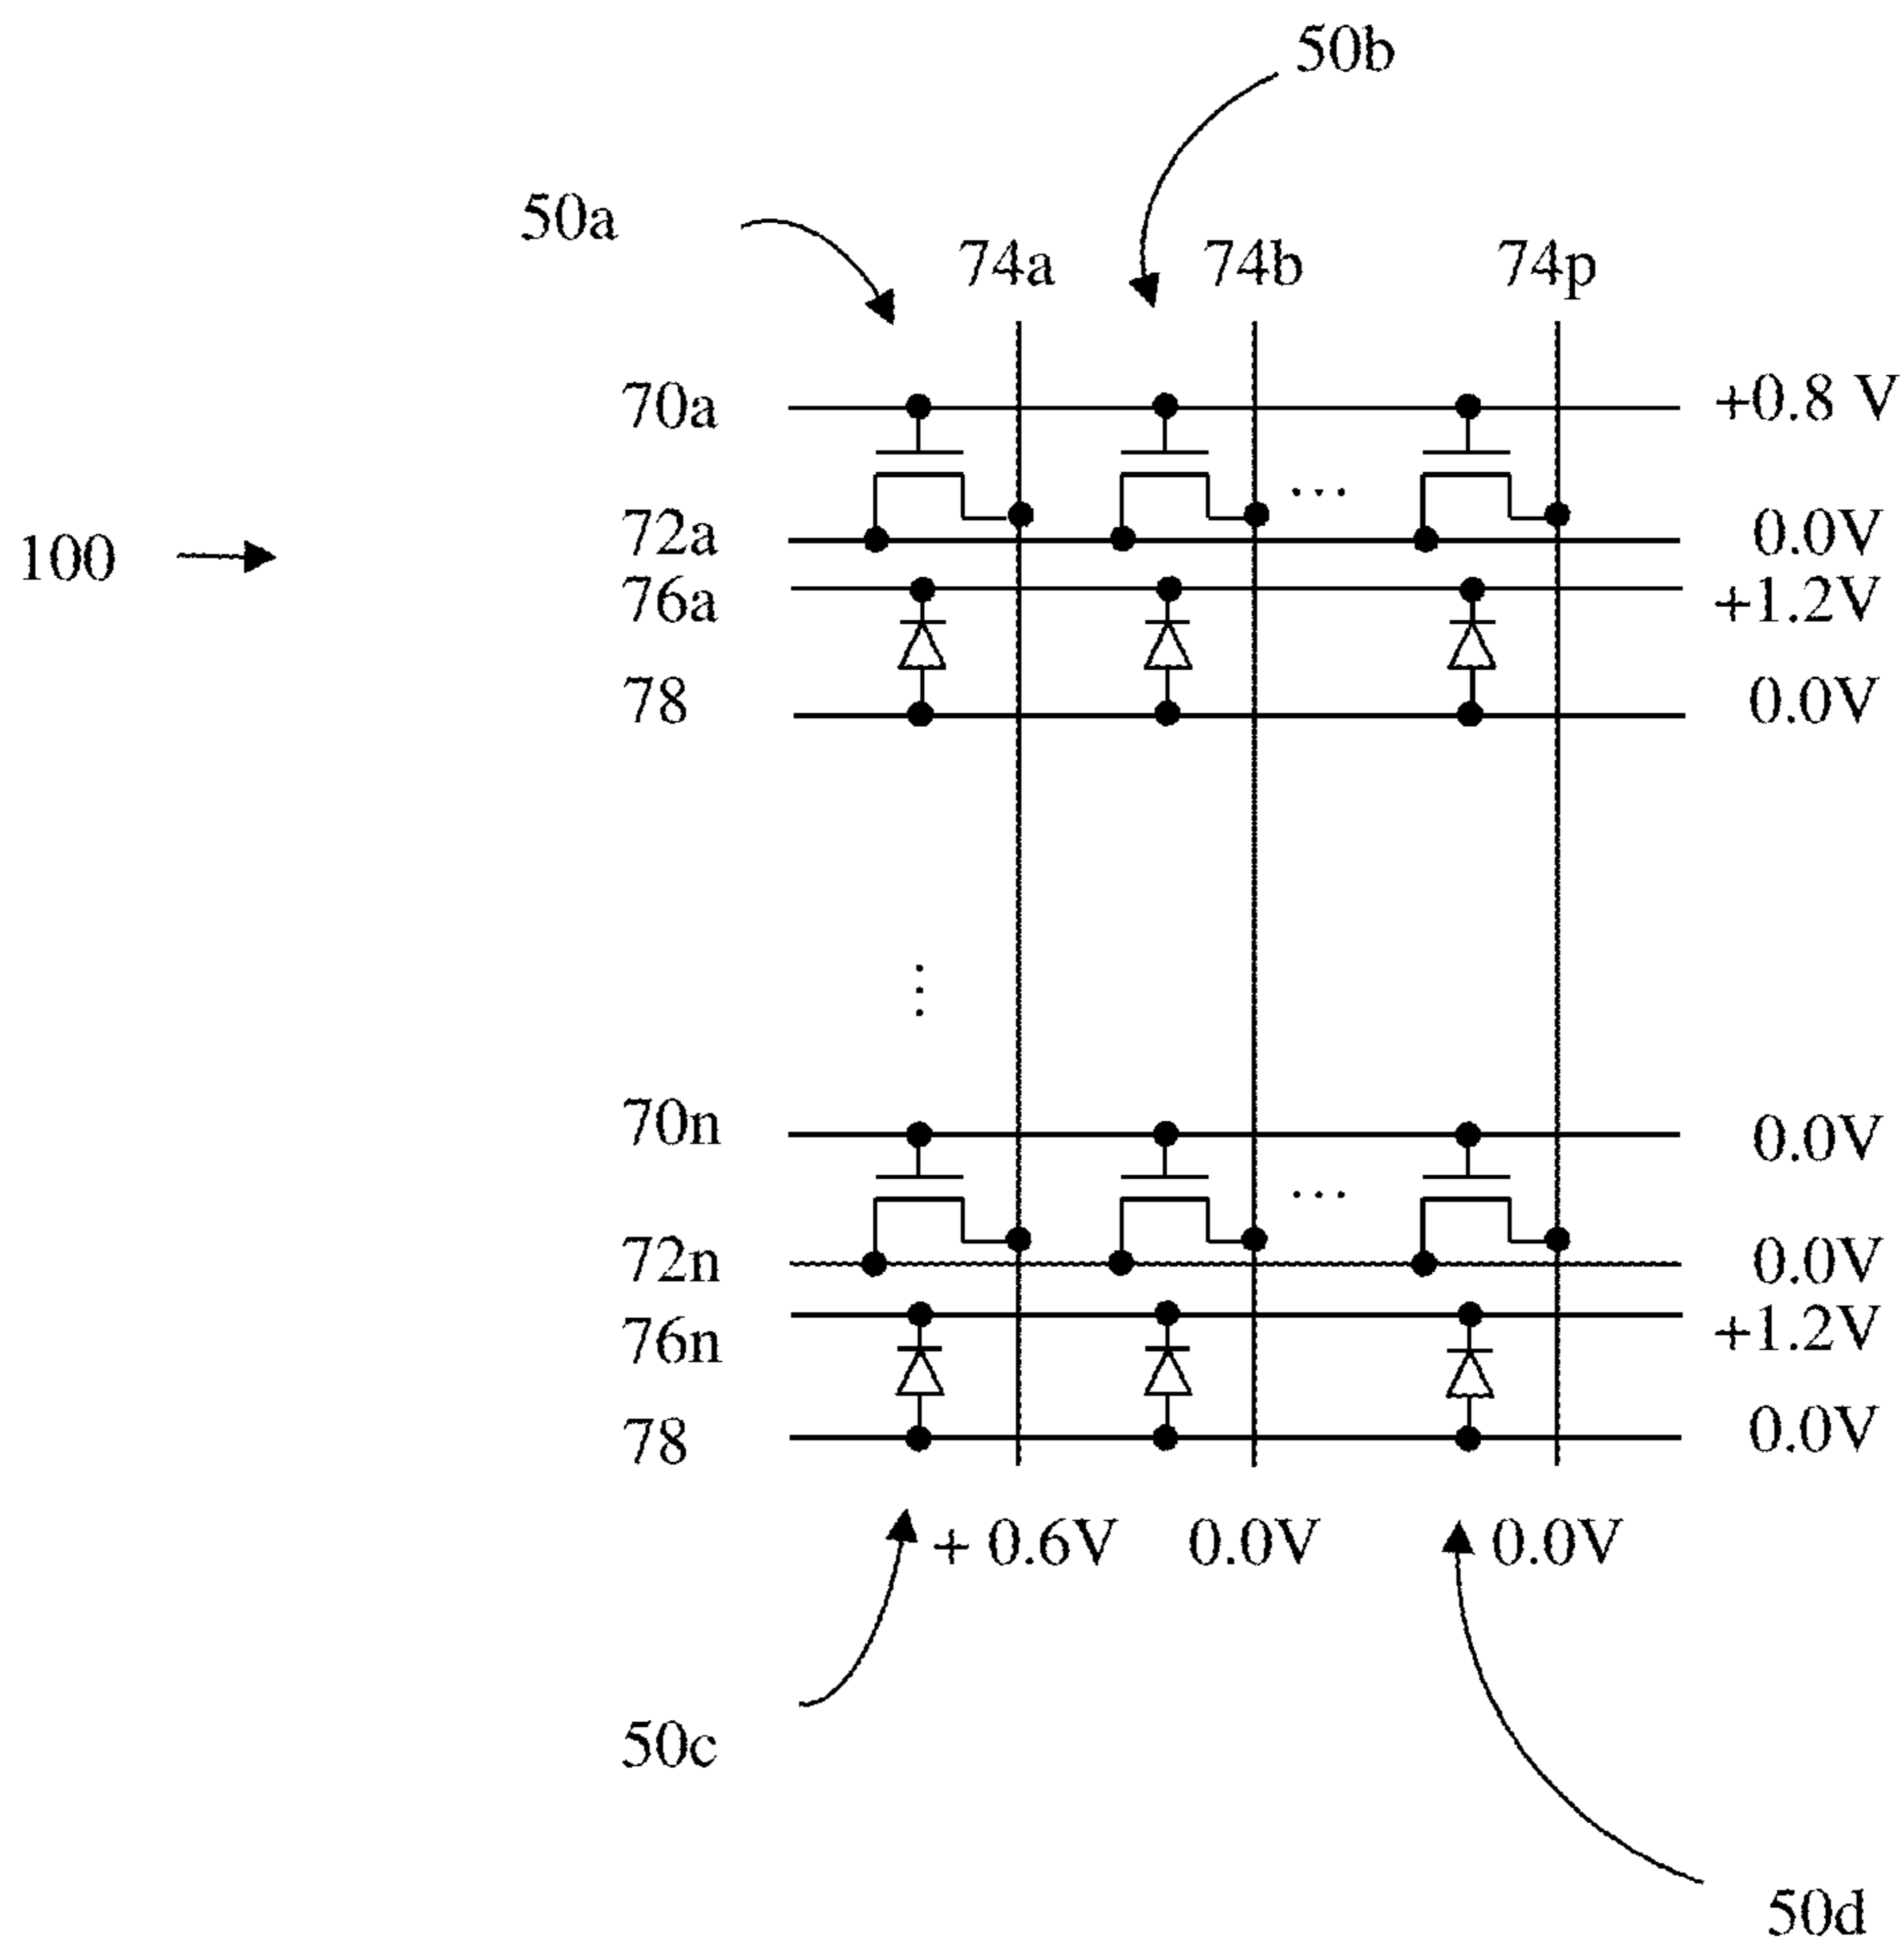 50b
50a
74a 74b 74p
70a +0.8 V
...
72a 0.0V
100
76a +1.2V
78 0.0V
...
70n 0.0V
...
72n 0.0V
76n +1.2V
78 0.0V
+ 0.6V 0.0V 0.0V
50c
50d